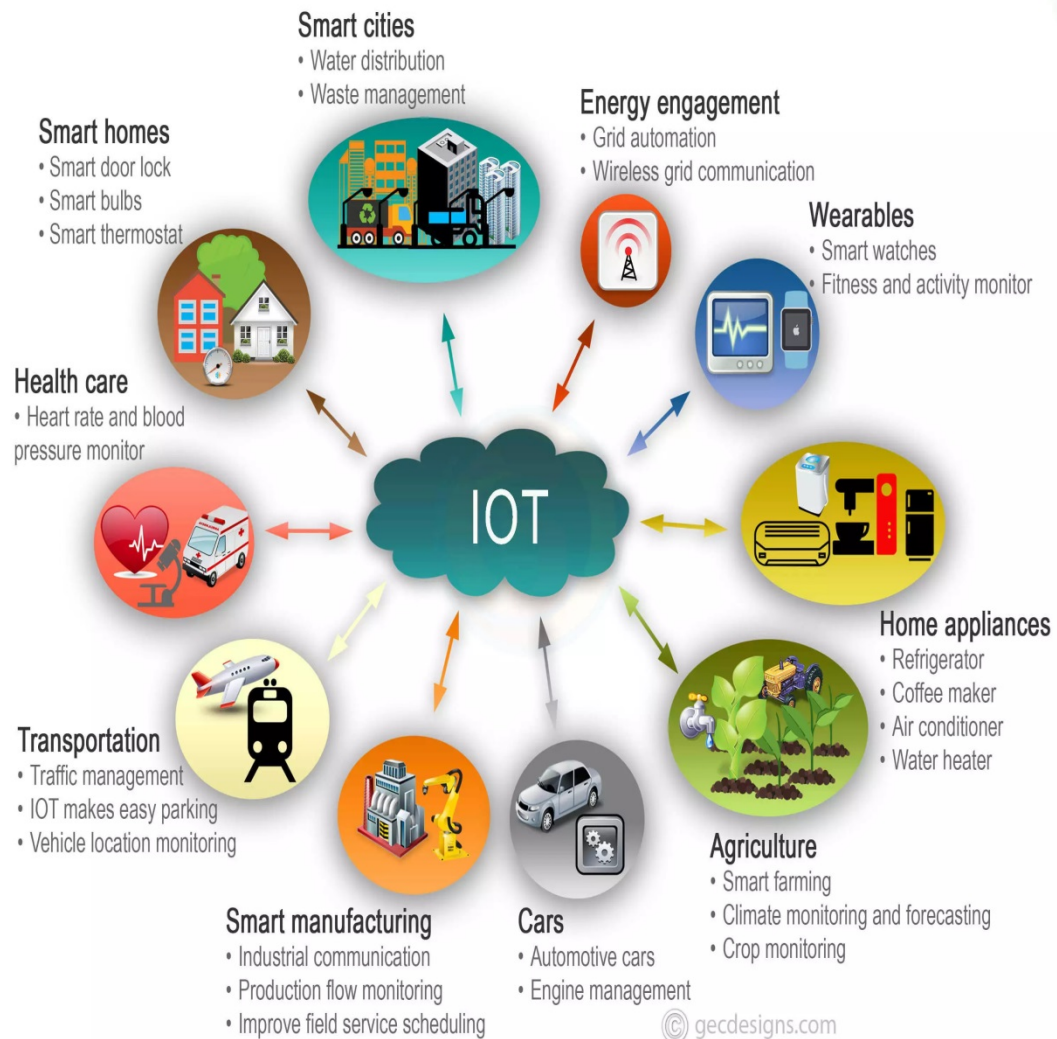 Smart cities
• Water distribution
• Waste management
Energy engagement
• Grid automation
• Wireless grid communication
Smart homes
• Smart door lock
• Smart bulbs
• Smart thermostat
Wearables
• Smart watches
• Fitness and activity monitor
Health care
• Heart rate and blood
pressure monitor
IOT
Home appliances
• Refrigerator
• Coffee maker
• Air conditioner
• Water heater
Transportation
• Traffic management
• IOT makes easy parking
• Vehicle location monitoring
Agriculture
• Smart farming
• Climate monitoring and forecasting
• Crop monitoring
Smart manufacturing
• Industrial communication
• Production flow monitoring
• Improve field service scheduling
Cars
• Automotive cars
• Engine management
© gecdesigns.com